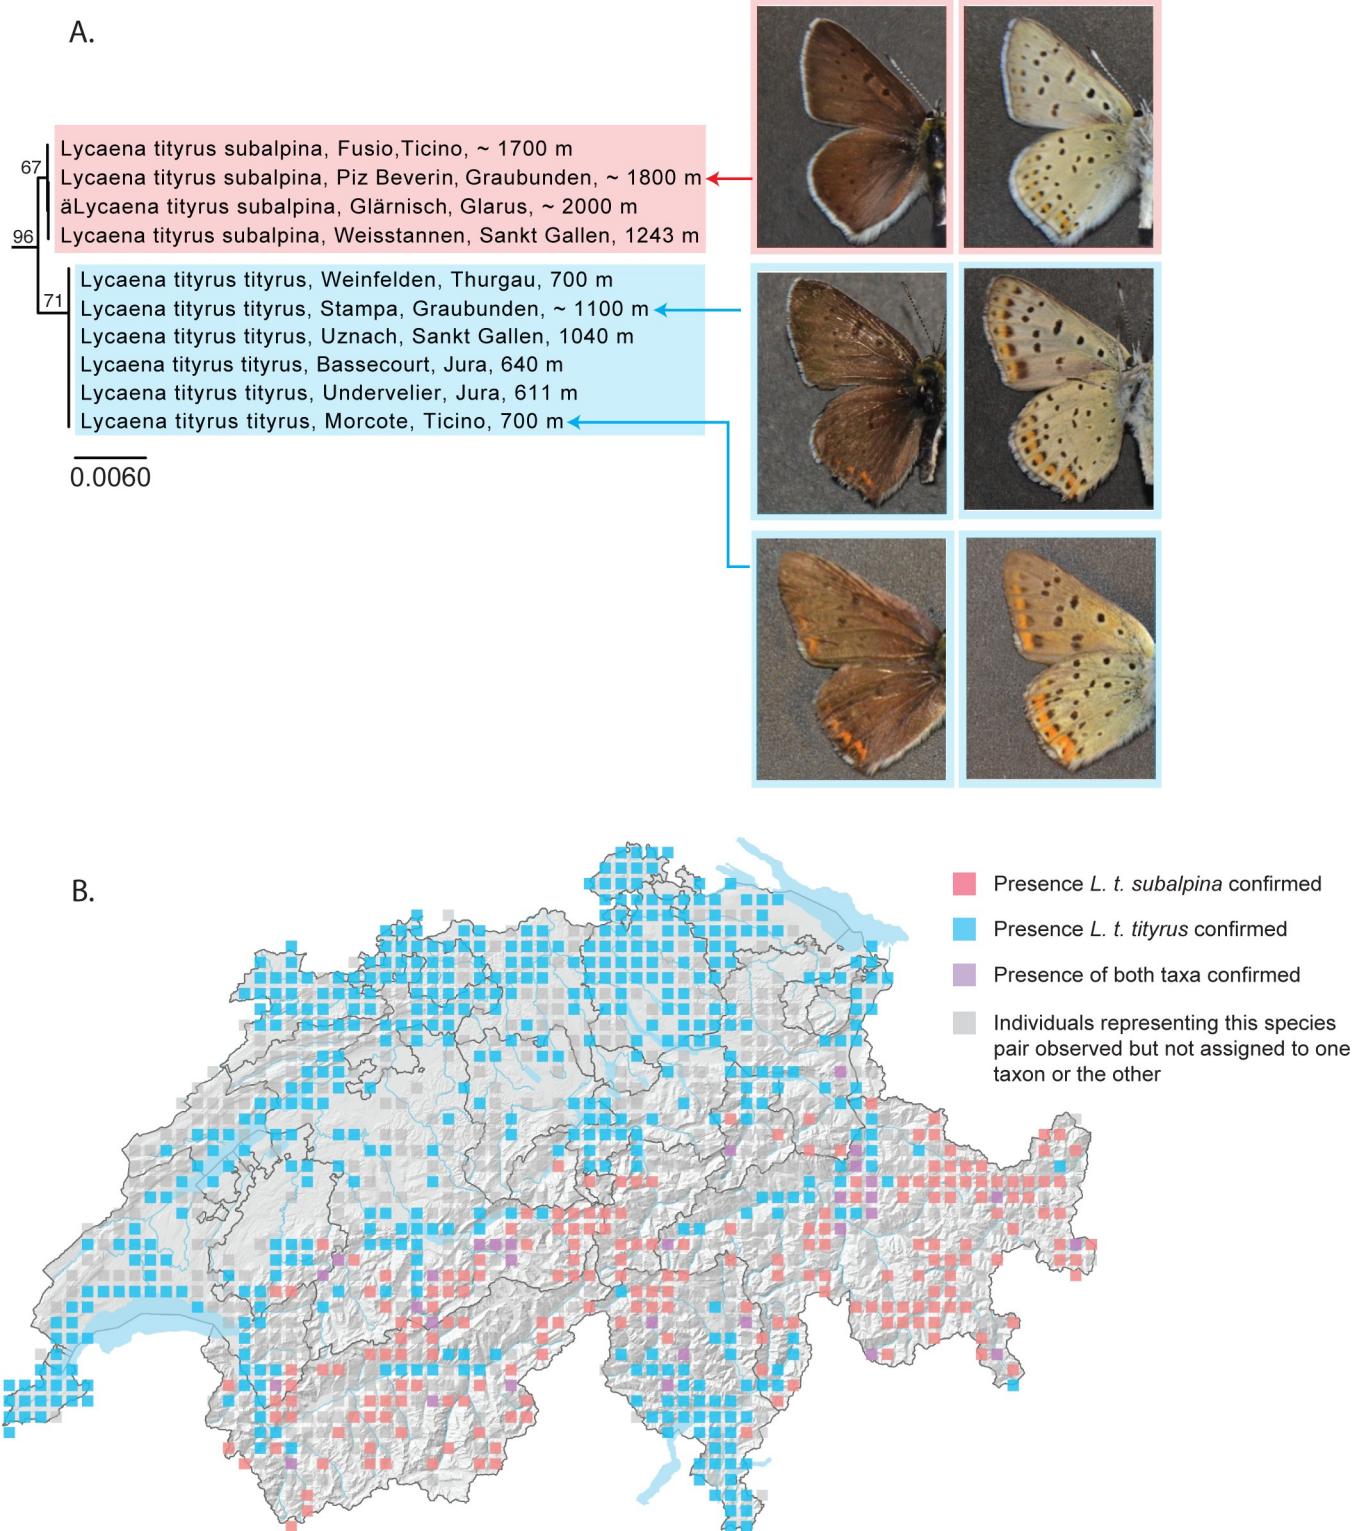 A.
67
96
71
Lycaena tityrus subalpina, Fusio,Ticino, ~ 1700 m
Lycaena tityrus subalpina, Piz Beverin, Graubunden, ~ 1800 m
äLycaena tityrus subalpina, Glärnisch, Glarus, ~ 2000 m
Lycaena tityrus subalpina, Weisstannen, Sankt Gallen, 1243 m
Lycaena tityrus tityrus, Weinfelden, Thurgau, 700 m
Lycaena tityrus tityrus, Stampa, Graubunden, ~ 1100 m
Lycaena tityrus tityrus, Uznach, Sankt Gallen, 1040 m
Lycaena tityrus tityrus, Bassecourt, Jura, 640 m
Lycaena tityrus tityrus, Undervelier, Jura, 611 m
Lycaena tityrus tityrus, Morcote, Ticino, 700 m
0.0060
B.
Presence L. t. subalpina confirmed
Presence L. t. tityrus confirmed
Presence of both taxa confirmed
Individuals representing this species
pair observed but not assigned to one
taxon or the other